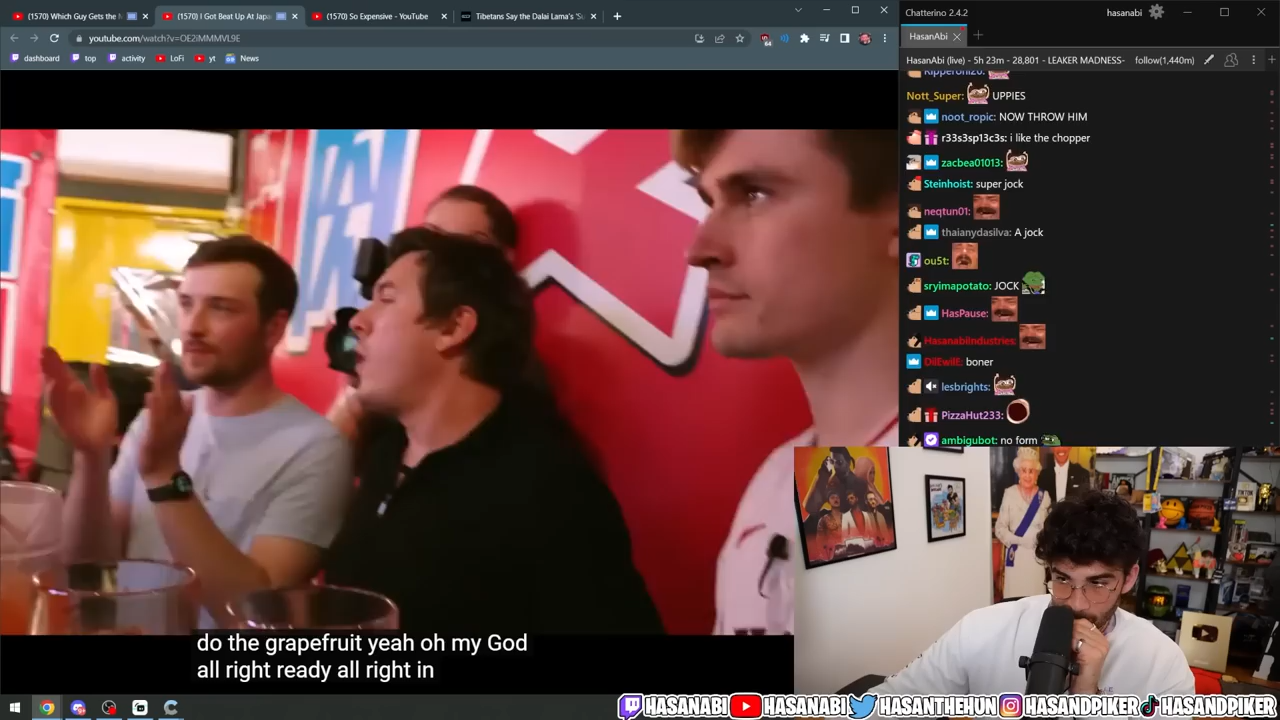 (1570) Which Guy Gets the
(1570) I Got Beat Up At Japa
(1570) So Expensive - YouTube
Tibetans Say the Dalai Lama's 'Su
youtube.com/watch?v=OE2iMMMVL9E
dashboard
top
activity
LoFi
yt
News
do the grapefruit yeah oh my God
all right ready all right in
Chatterino 2.4.2
hasanabi
HasanAbi
HasanAbi (live) - 5h 23m - 28,801 - LEAKER MADNESS-
follow(1,440m)
Nott_Super: UPPIES
noot_ropic: NOW THROW HIM
r33s3sp13c3s: i like the chopper
zacbea01013:
Steinhoist: super jock
neqtun01:
thaianydasilva: A jock
ou5t:
sryimapotato: JOCK
HasPause:
HasanabiIndustries:
DilEwilE: boner
lesbrights:
PizzaHut233:
ambigubot: no form
HASANABI
HASANABI
HASANTHEHUN
HASANDPIKER
HASANDPIKER